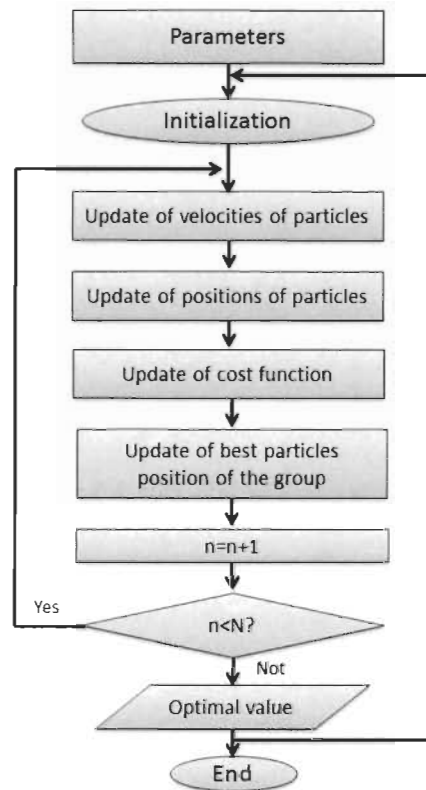 Parameters
Initialization
Update of velocities of particles
Update of positions of particles
Update of cost function
Update of best particles
position of the group
n=n+1
Yes
n<N?
Not
Optimal value
End